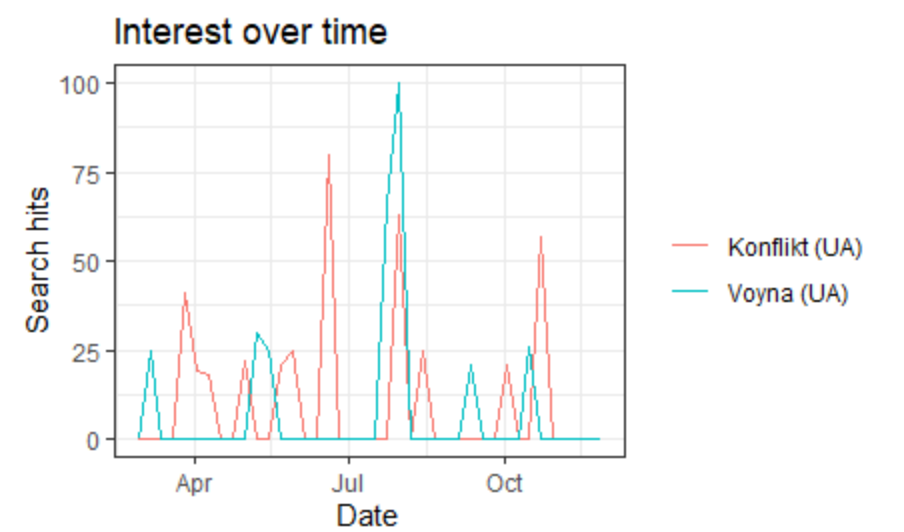 Interest over time
100
75
50
25
0
Search hits
Apr Jul Oct
Date
Konflikt (UA)
Voyna (UA)